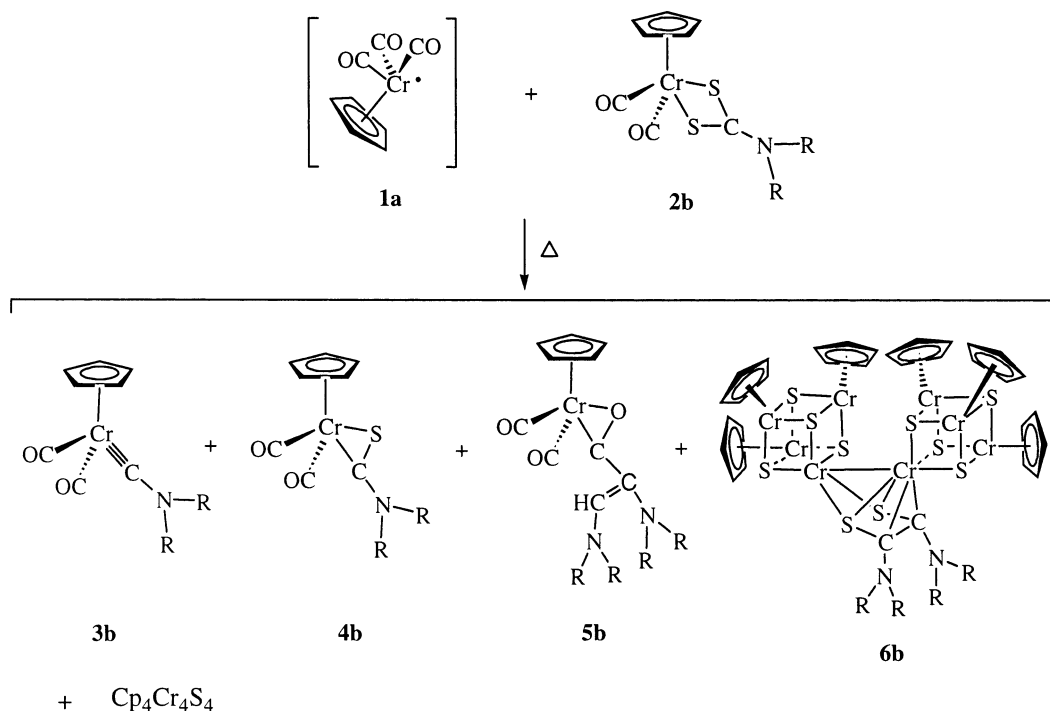 CO CO CO
Cr •
+
OC OC Cr S S C N R R
1a
2b
△
OC OC Cr C N R R
+
OC OC Cr S C N R R
+
OC OC Cr O C C HC N R R N R R
+
Cr S Cr S Cr S Cr S Cr S Cr S Cr S Cr S S S C C N R R N R R
3b
4b
5b
6b
+ Cp4Cr4S4